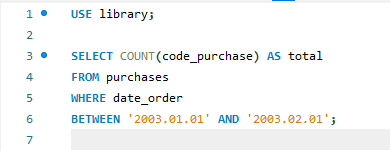 1 USE library;
2
3 SELECT COUNT(code_purchase) AS total
4 FROM purchases
5 WHERE date_order
6 BETWEEN '2003.01.01' AND '2003.02.01';
7